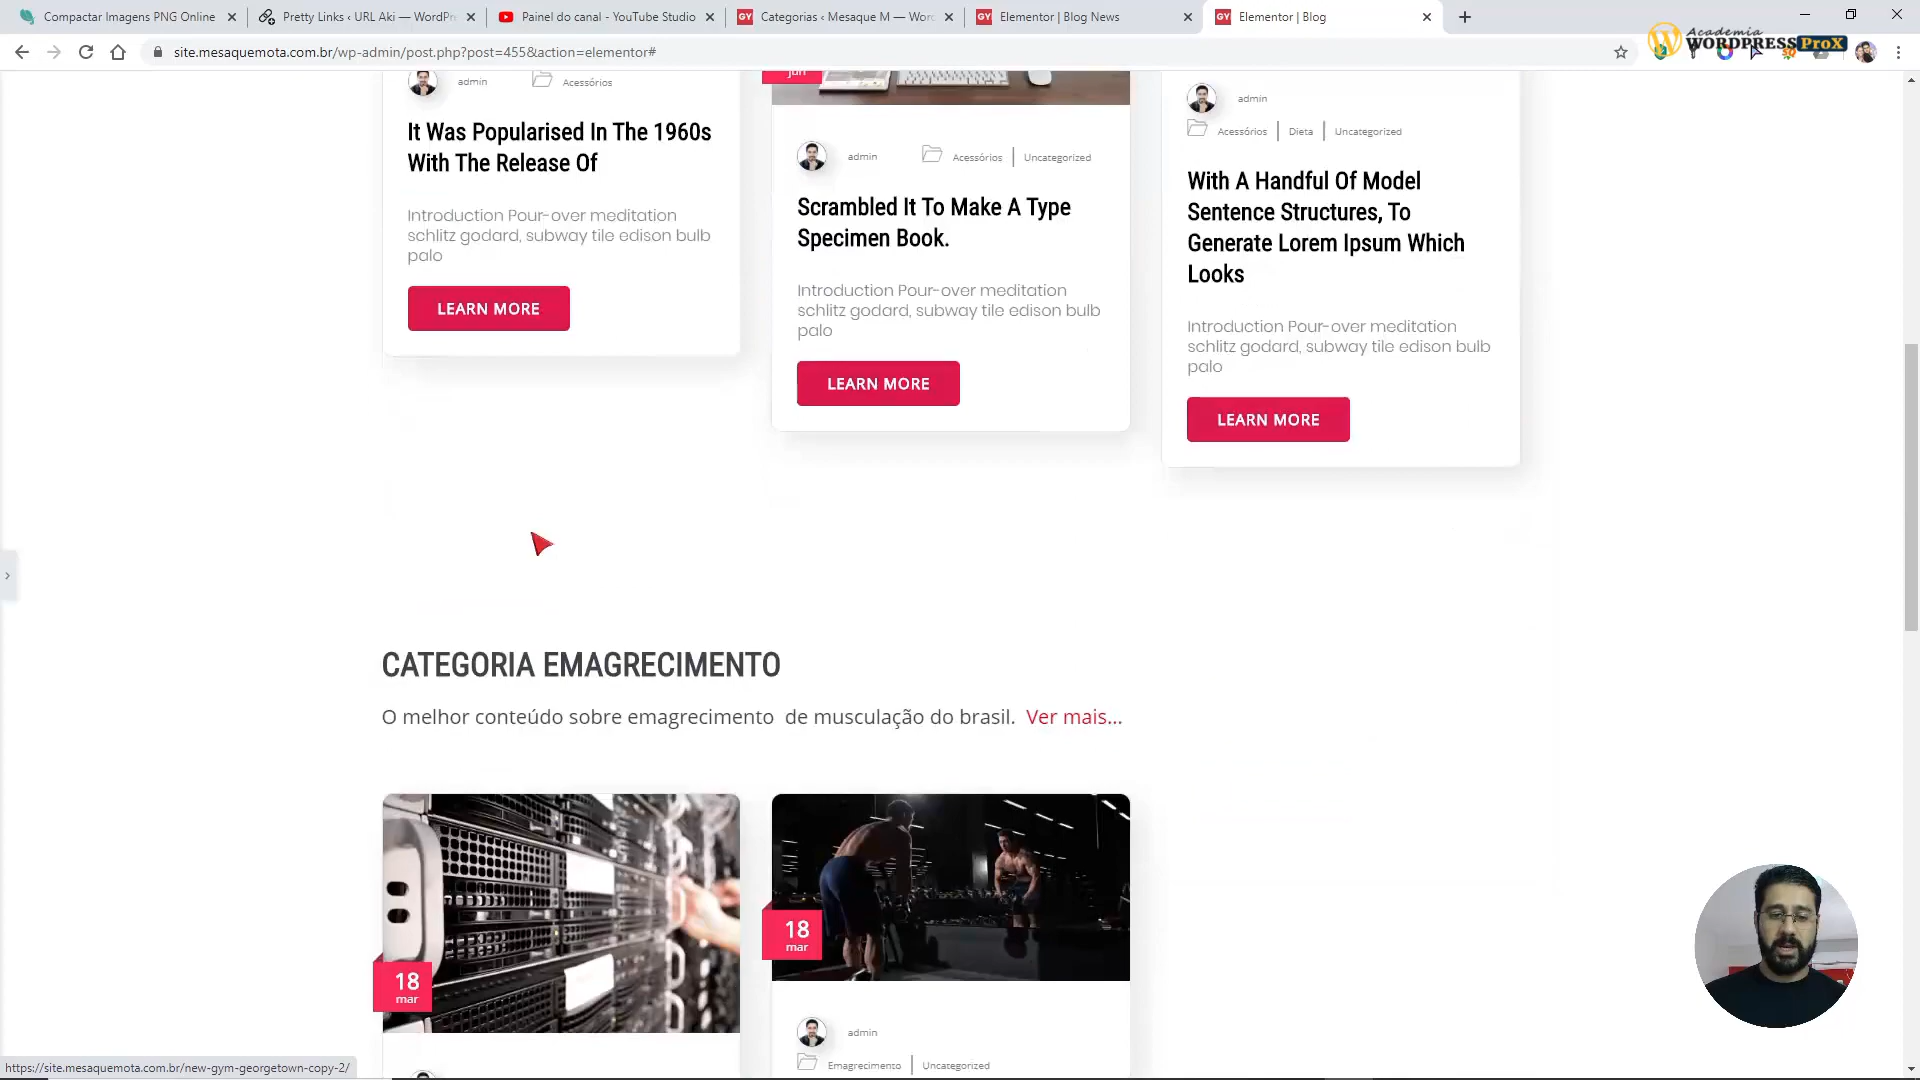 Compactar Imagens PNG Online
Pretty Links ‹ URL Aki — WordPr
Painel do canal - YouTube Studio
GY
Categorias ‹ Mesaque M — Word
GY
Elementor | Blog News
GY
Elementor | Blog
Academia
WORDPRESS ProX
site.mesaquemota.com.br/wp-admin/post.php?post=455&action=elementor#
admin
Acessórios
It Was Popularised In The 1960s
With The Release Of
Introduction Pour-over meditation
schlitz godard, subway tile edison bulb
palo
LEARN MORE
jun
admin
Acessórios
Uncategorized
Scrambled It To Make A Type
Specimen Book.
Introduction Pour-over meditation
schlitz godard, subway tile edison bulb
palo
LEARN MORE
admin
Acessórios
Dieta
Uncategorized
With A Handful Of Model
Sentence Structures, To
Generate Lorem Ipsum Which
Looks
Introduction Pour-over meditation
schlitz godard, subway tile edison bulb
palo
LEARN MORE
CATEGORIA EMAGRECIMENTO
O melhor conteúdo sobre emagrecimento de musculação do brasil. Ver mais...
18
mar
18
mar
admin
Emagrecimento
Uncategorized
https://site.mesaquemota.com.br/new-gym-georgetown-copy-2/